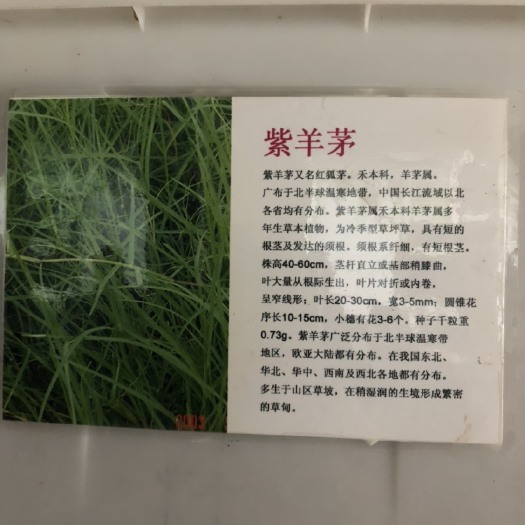 紫羊茅
紫羊茅又名红狐茅。禾本科，羊茅属。
广布于北半球温寒地带，中国长江流域以北
各省均有分布。紫羊茅属禾本科羊茅属多
年生草本植物，为冷季型草坪草，具有短的
根茎及发达的须根。须根系纤细，有短根茎。
株高40-60cm，茎杆直立或基部稍膝曲，
叶大量从根际生出，叶片对折或内卷，
呈窄线形：叶长20-30cm，宽3-5mm；圆锥花
序长10-15cm，小穗有花3-6个。种子千粒重
0.73g。紫羊茅广泛分布于北半球温寒带
地区，欧亚大陆都有分布。在我国东北、
华北、华中、西南及西北各地都有分布。
多生于山区草坡，在稍湿润的生境形成繁密
的草甸。